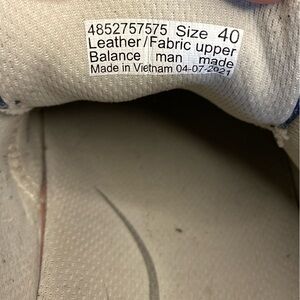 4852757575 Size 40
Leather/Fabric upper
Balance man made
Made in Vietnam 04-07-2021